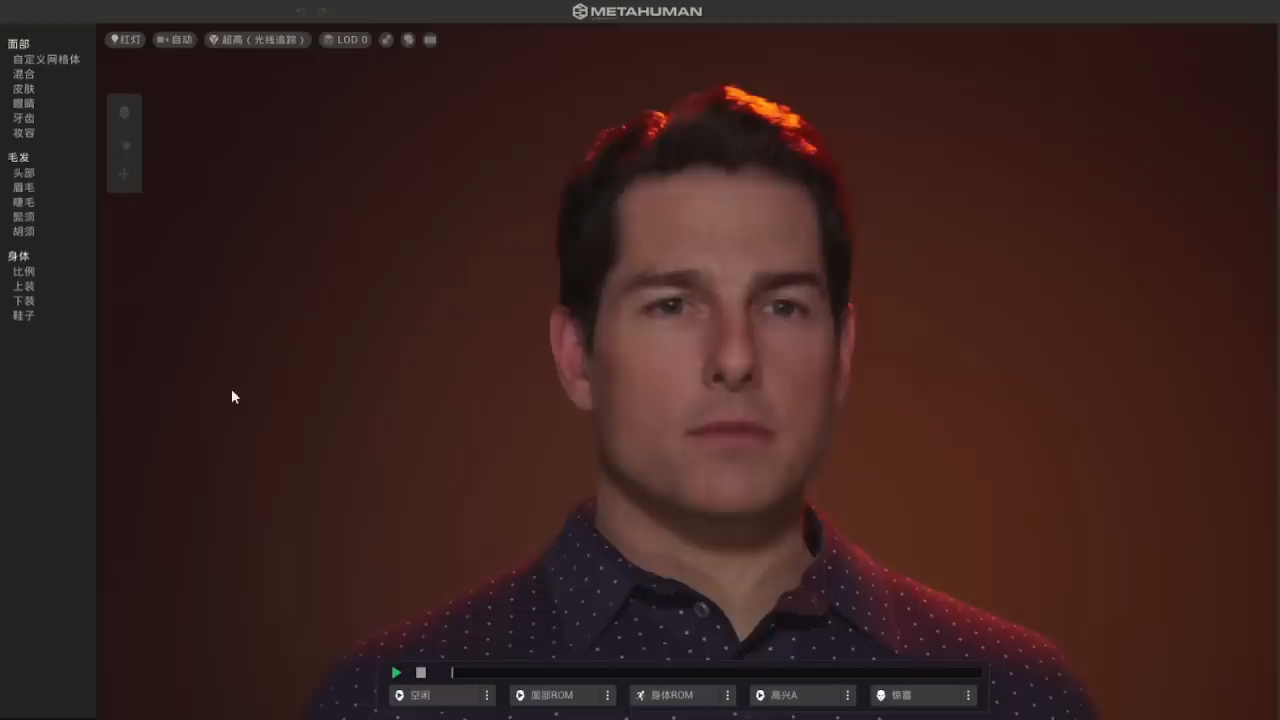 METAHUMAN
红灯
自动
超高（光线追踪）
LOD 0
面部
自定义网格体
混合
皮肤
眼睛
牙齿
妆容
毛发
头部
眉毛
睫毛
髭须
胡须
身体
比例
上装
下装
鞋子
空闲
面部ROM
身体ROM
高兴A
惊喜